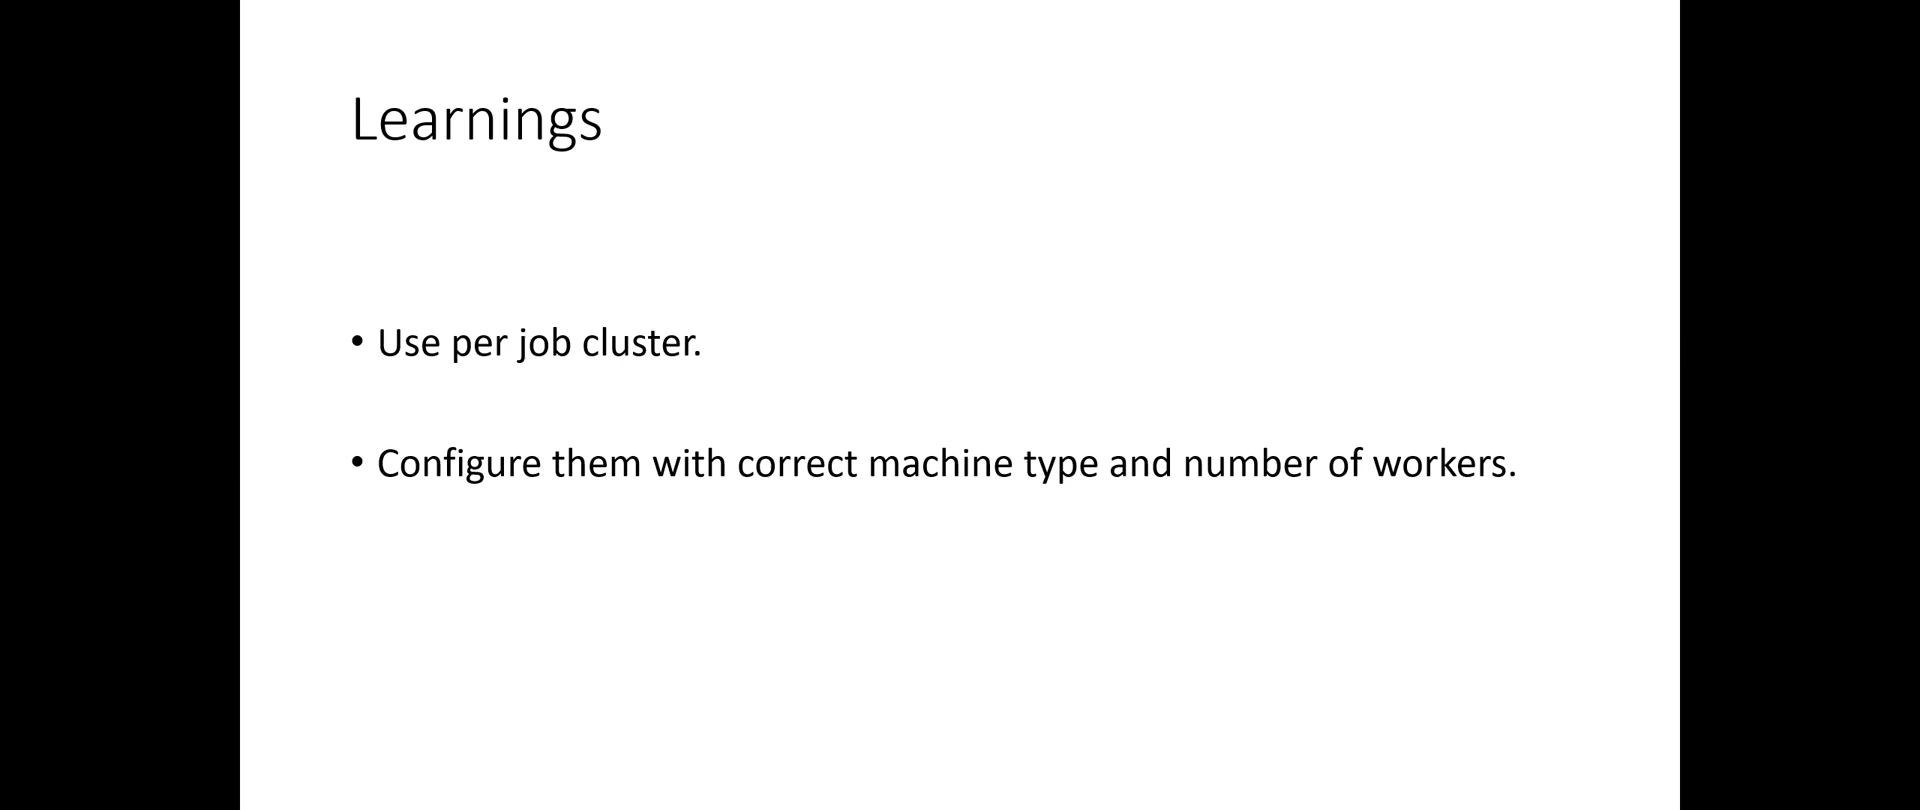 Learnings
• Use per job cluster.
• Configure them with correct machine type and number of workers.